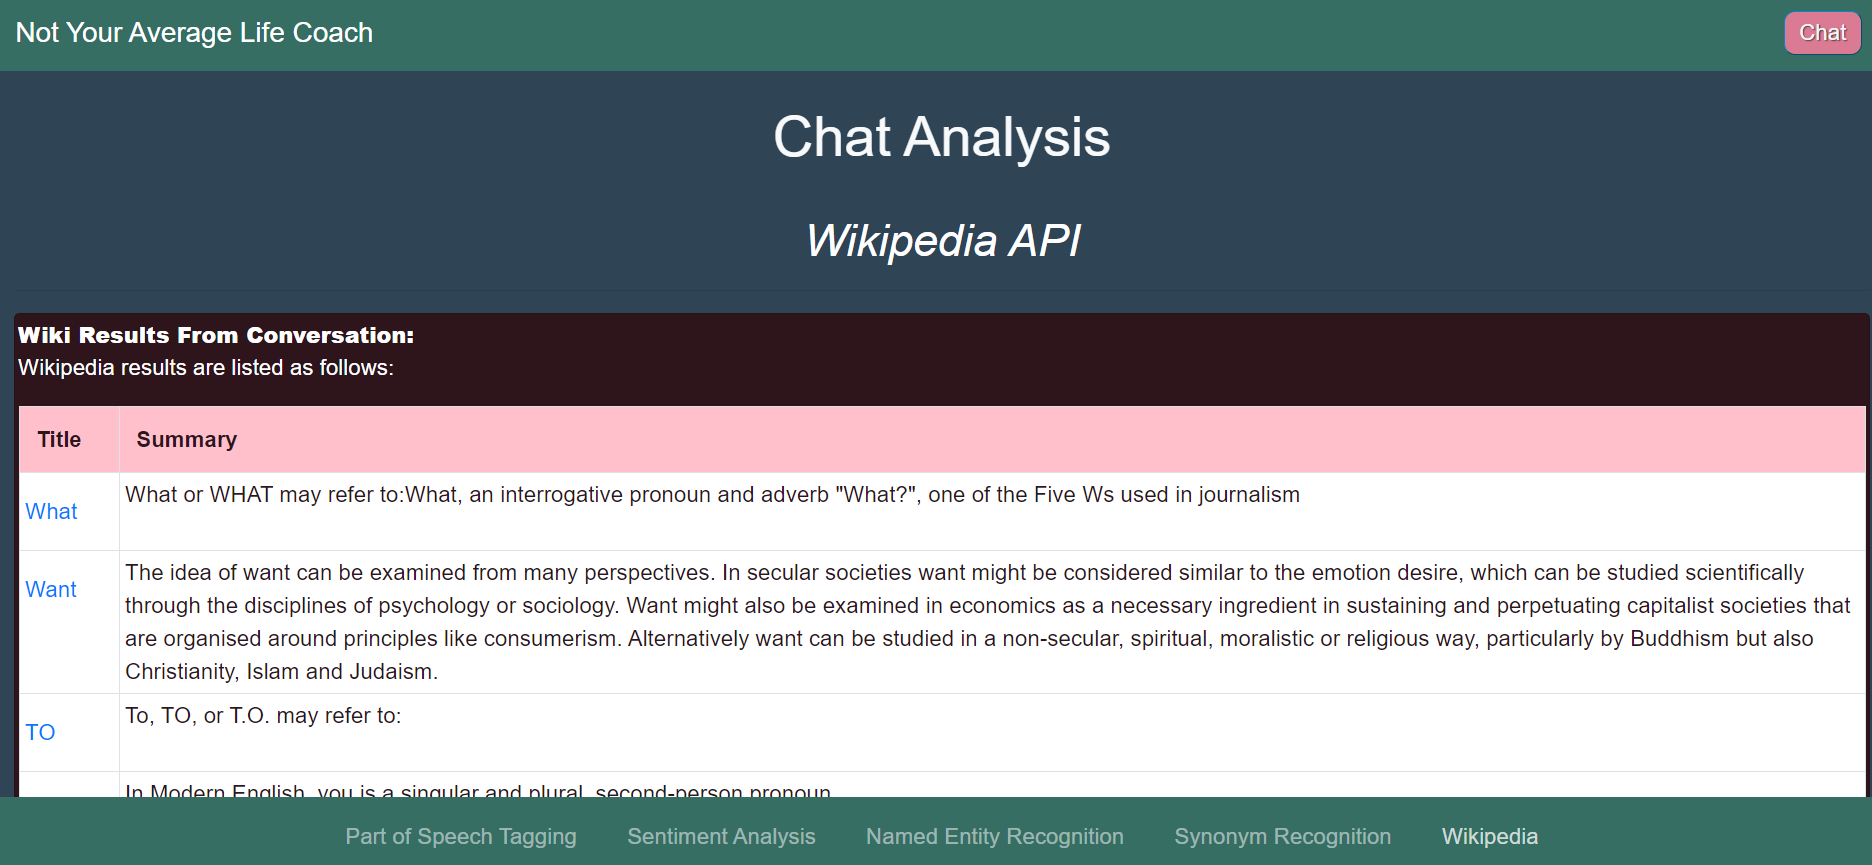 Not Your Average Life Coach
Chat
Chat Analysis
Wikipedia API
Wiki Results From Conversation:
Wikipedia results are listed as follows:
Title Summary
What What or WHAT may refer to:What, an interrogative pronoun and adverb "What?", one of the Five Ws used in journalism
Want The idea of want can be examined from many perspectives. In secular societies want might be considered similar to the emotion desire, which can be studied scientifically
through the disciplines of psychology or sociology. Want might also be examined in economics as a necessary ingredient in sustaining and perpetuating capitalist societies that
are organised around principles like consumerism. Alternatively want can be studied in a non-secular, spiritual, moralistic or religious way, particularly by Buddhism but also
Christianity, Islam and Judaism.
TO To, TO, or T.O. may refer to:
In Modern English, you is a singular and plural, second-person pronoun
Part of Speech Tagging Sentiment Analysis Named Entity Recognition Synonym Recognition Wikipedia